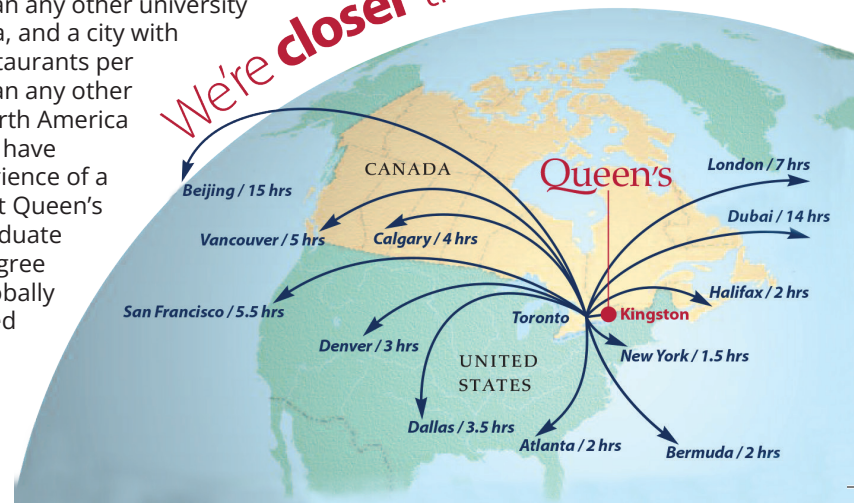 an any other university
a, and a city with
taurants per
an any other
rth America
have
rience of a
t Queen's
duate
gree
obally
ed
We're closer
CANADA
Queen's
London / 7 hrs
Beijing / 15 hrs
Dubai / 14 hrs
Vancouver / 5 hrs
Calgary / 4 hrs
Halifax / 2 hrs
San Francisco / 5.5 hrs
Toronto
Kingston
Denver / 3 hrs
New York / 1.5 hrs
UNITED
STATES
Dallas / 3.5 hrs
Atlanta / 2 hrs
Bermuda / 2 hrs